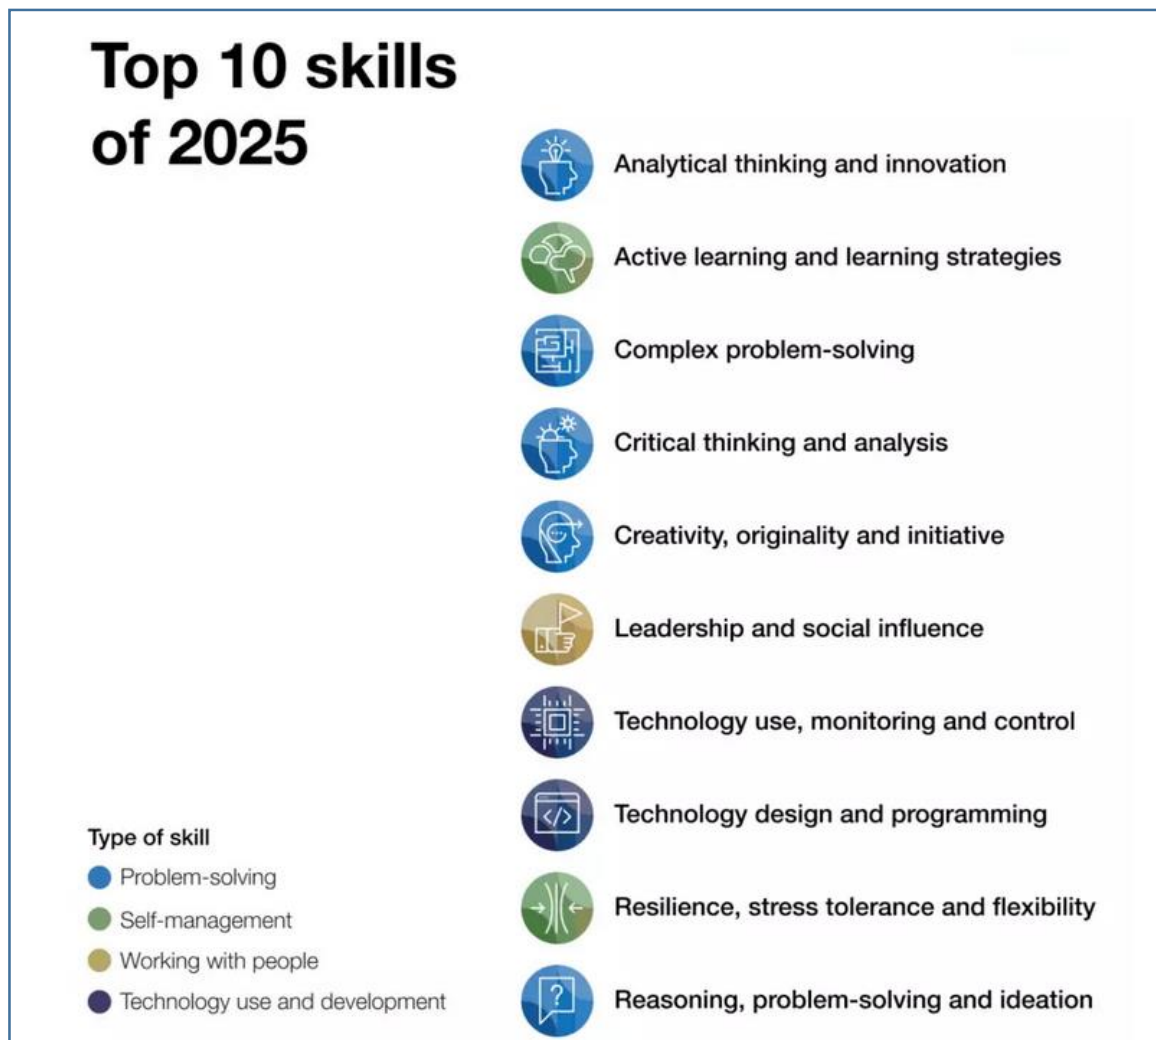 Top 10 skills
of 2025
Analytical thinking and innovation
Active learning and learning strategies
Complex problem-solving
Critical thinking and analysis
Creativity, originality and initiative
Leadership and social influence
Technology use, monitoring and control
Technology design and programming
Resilience, stress tolerance and flexibility
Reasoning, problem-solving and ideation
Type of skill
Problem-solving
Self-management
Working with people
Technology use and development